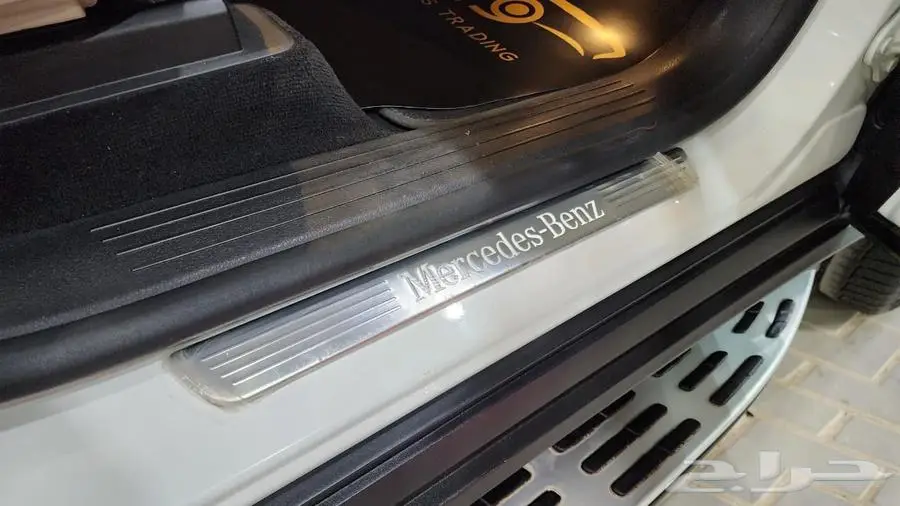 TRADING
Mercedes-Benz
حراج